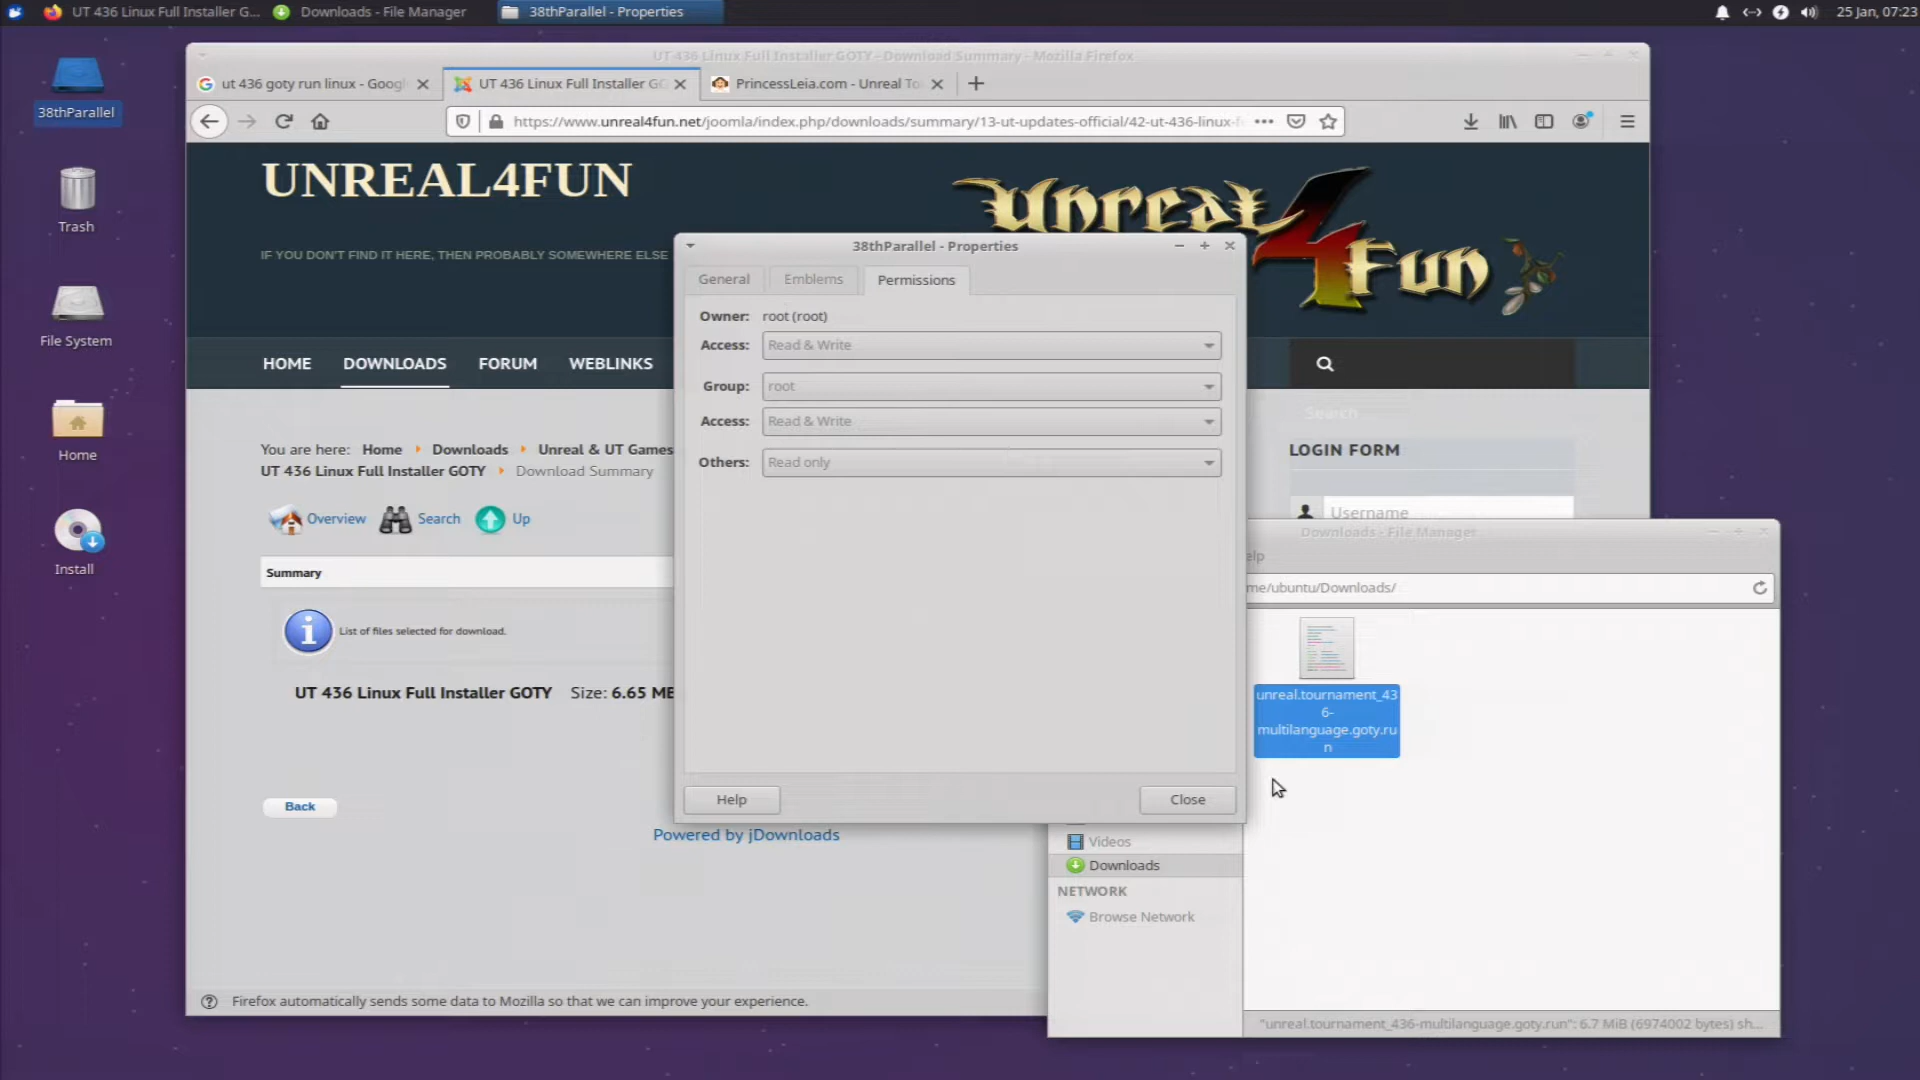 UT 436 Linux Full Installer G...
Downloads - File Manager
38thParallel - Properties
25 Jan, 07:23
38thParallel
Trash
File System
Home
Install
UT 436 Linux Full Installer GOTY - Download Summary - Mozilla Firefox
ut 436 goty run linux - Googl
UT 436 Linux Full Installer GO
PrincessLeia.com - Unreal To
https://www.unreal4fun.net/joomla/index.php/downloads/summary/13-ut-updates-official/42-ut-436-linux-f
UNREAL4FUN
Unreal
4
Fun
IF YOU DON'T FIND IT HERE, THEN PROBABLY SOMEWHERE ELSE
HOME
DOWNLOADS
FORUM
WEBLINKS
Search ...
You are here: Home Downloads Unreal & UT Games
UT 436 Linux Full Installer GOTY Download Summary
Overview
Search
Up
Summary
List of files selected for download.
UT 436 Linux Full Installer GOTY Size: 6.65 MB
Back
Powered by jDownloads
LOGIN FORM
Username
Firefox automatically sends some data to Mozilla so that we can improve your experience.
38thParallel - Properties
General
Emblems
Permissions
Owner: root (root)
Access: Read & Write
Group: root
Access: Read & Write
Others: Read only
Help
Close
Downloads - File Manager
elp
me/ubuntu/Downloads/
unreal.tournament_43
6-
multilanguage.goty.ru
n
Videos
Downloads
NETWORK
Browse Network
"unreal.tournament_436-multilanguage.goty.run": 6.7 MiB (6974002 bytes) sh...